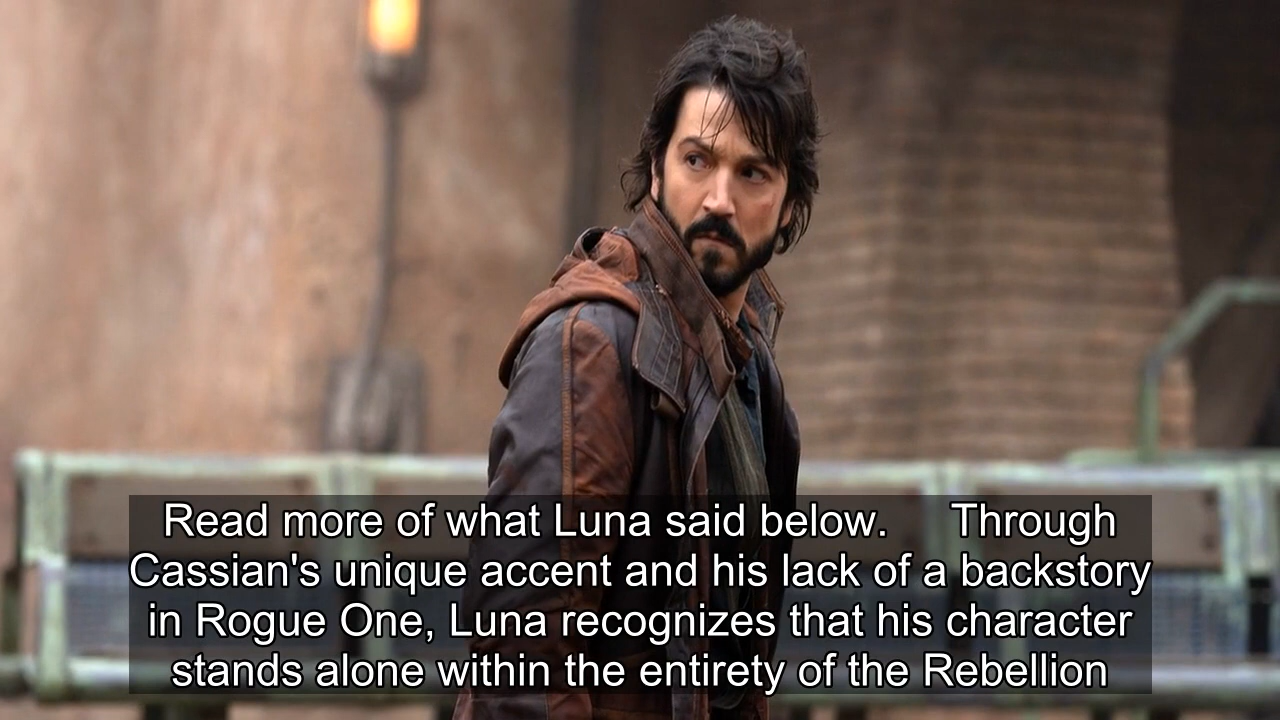 Read more of what Luna said below.   Through
Cassian's unique accent and his lack of a backstory
in Rogue One, Luna recognizes that his character
stands alone within the entirety of the Rebellion